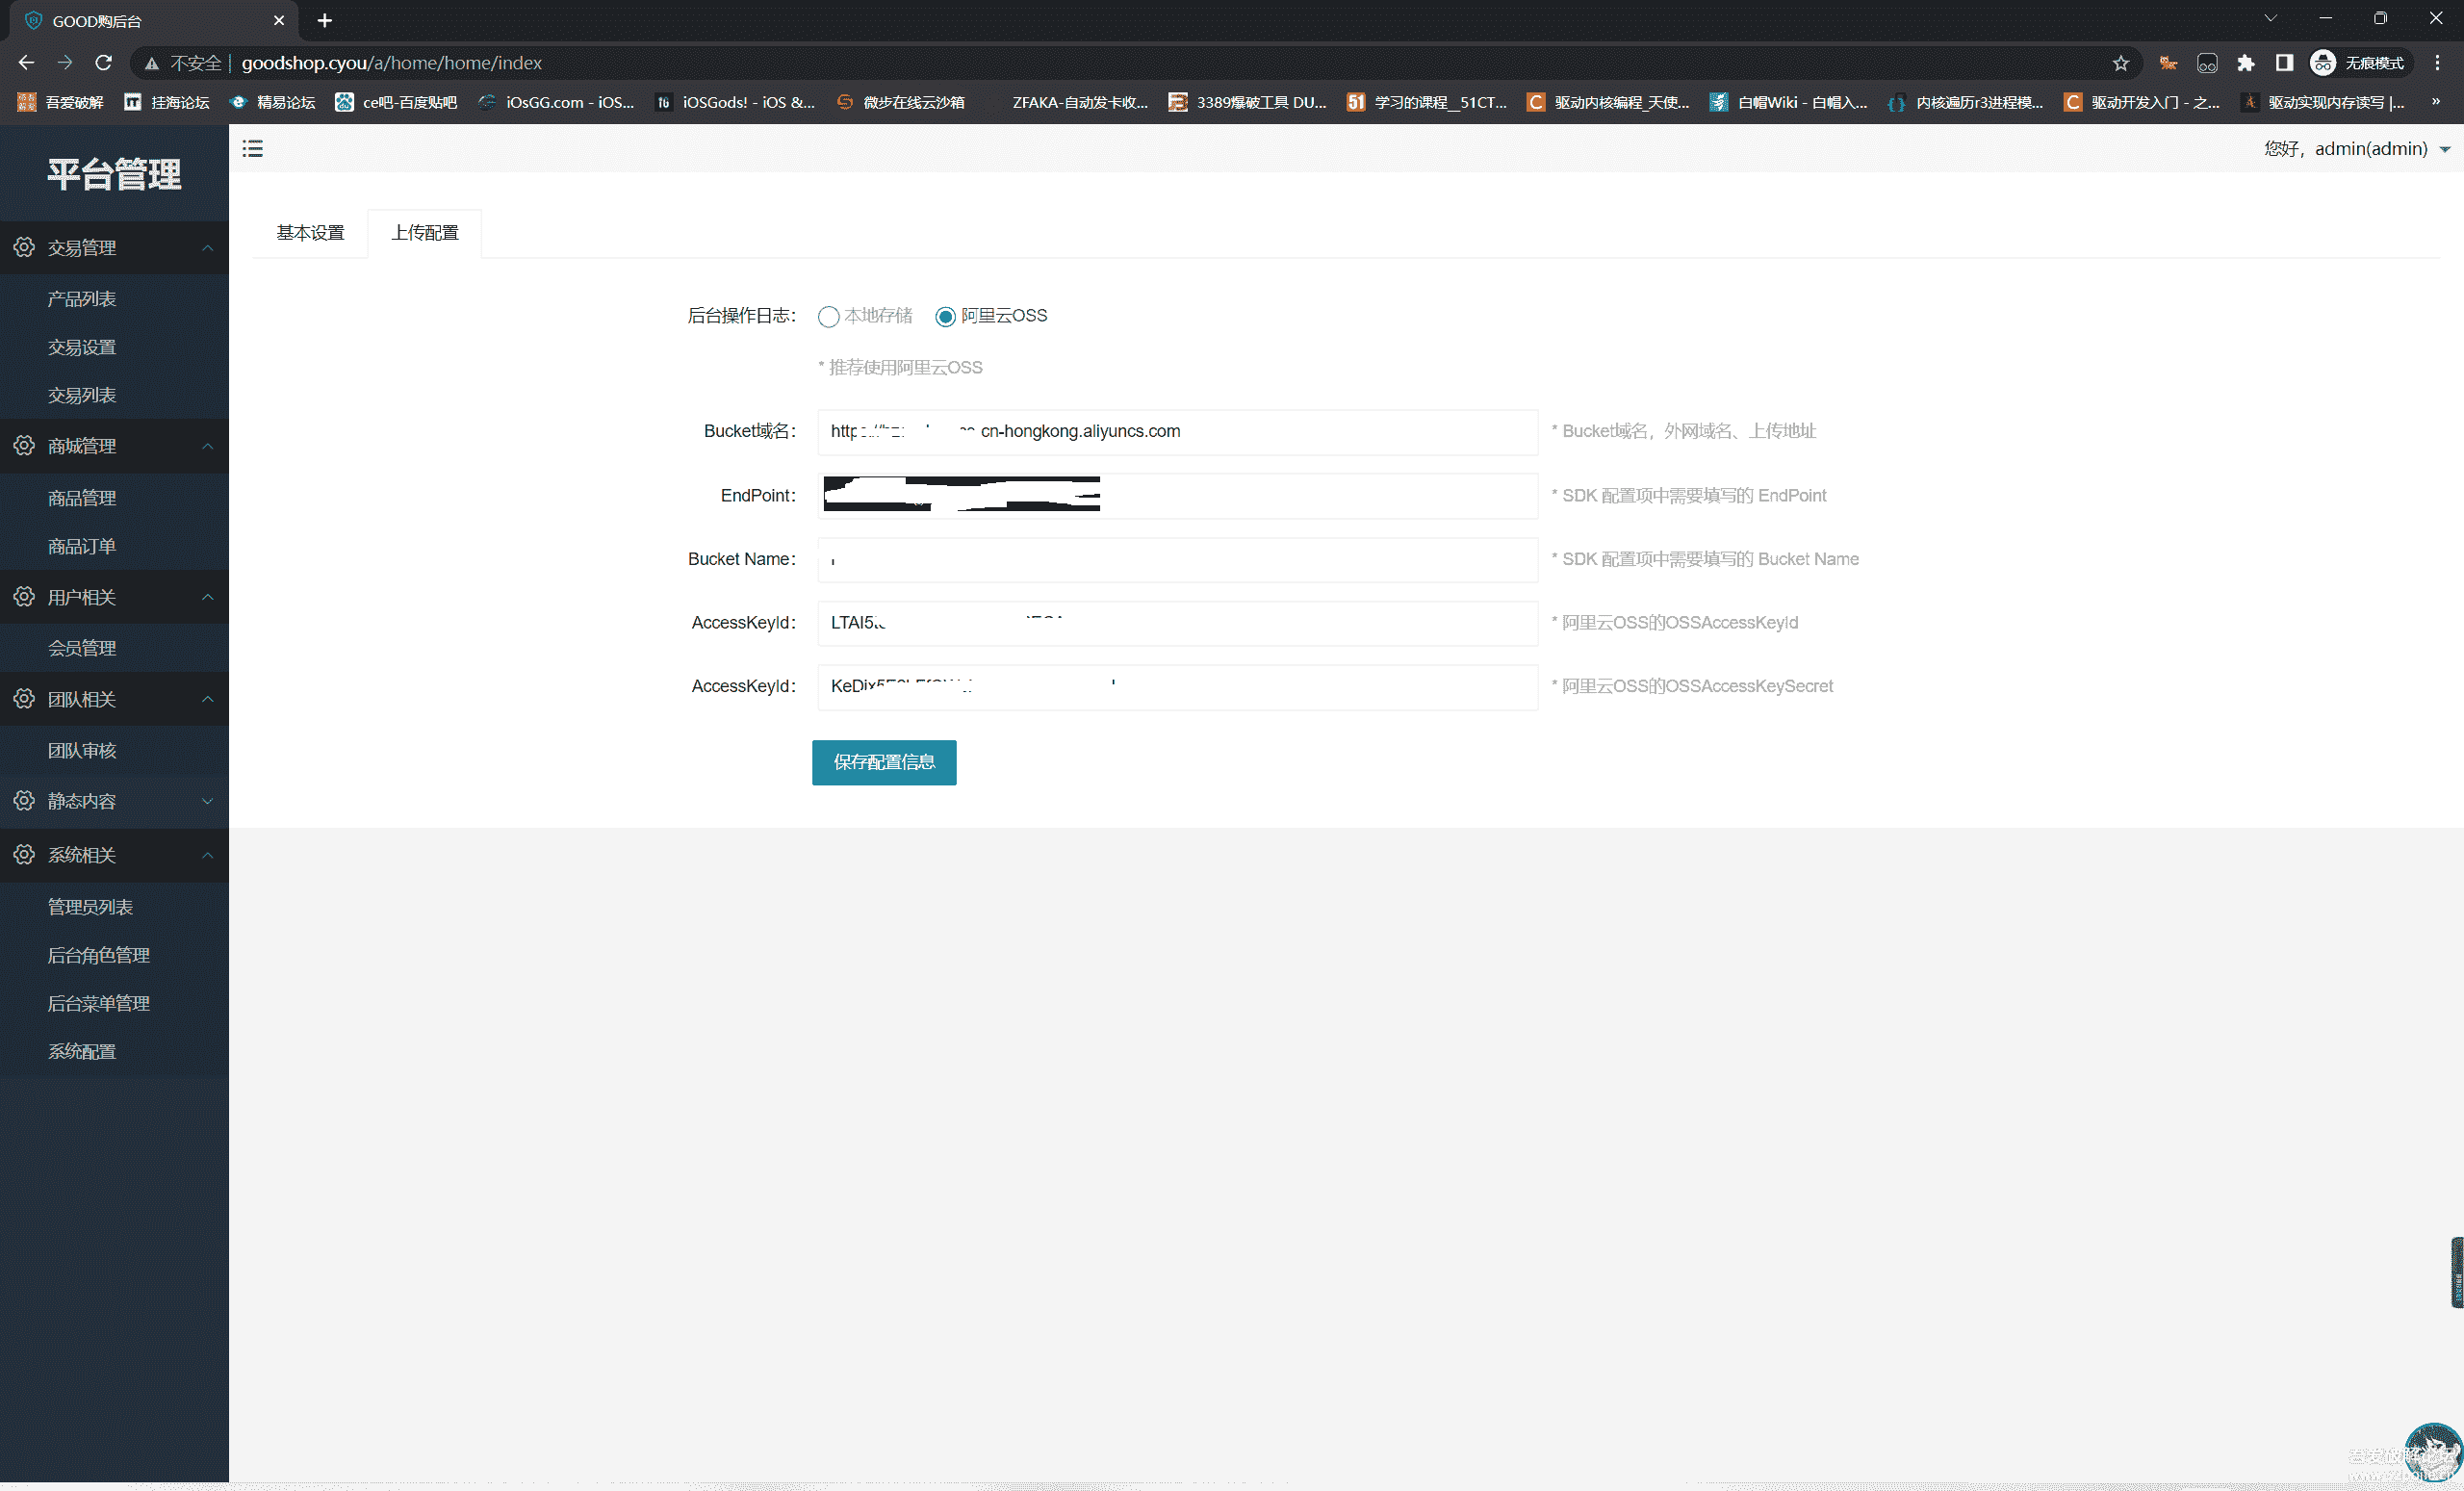 GOOD购后台
不安全 goodshop.cyou/a/home/home/index 无痕模式
吾爱破解 挂海论坛 精易论坛 ce吧-百度贴吧 iOsGG.com - iOS... iOSGods! - iOS &... 微步在线云沙箱 ZFAKA-自动发卡收... 3389爆破工具 DU... 学习的课程__51CT... 驱动内核编程_天使... 白帽Wiki - 白帽入... 内核遍历r3进程模... 驱动开发入门 - 之... 驱动实现内存读写 |... »
平台管理
您好，admin(admin)
交易管理
产品列表
交易设置
交易列表
商城管理
商品管理
商品订单
用户相关
会员管理
团队相关
团队审核
静态内容
系统相关
管理员列表
后台角色管理
后台菜单管理
系统配置
基本设置 上传配置
后台操作日志： 本地存储 阿里云OSS
* 推荐使用阿里云OSS
Bucket域名： cn-hongkong.aliyuncs.com * Bucket域名，外网域名、上传地址
EndPoint： * SDK 配置项中需要填写的 EndPoint
Bucket Name： * SDK 配置项中需要填写的 Bucket Name
AccessKeyId： LTAI5 * 阿里云OSS的OSSAccessKeyId
AccessKeyId： * 阿里云OSS的OSSAccessKeySecret
保存配置信息
吾爱破解论坛
www.52pojie.cn